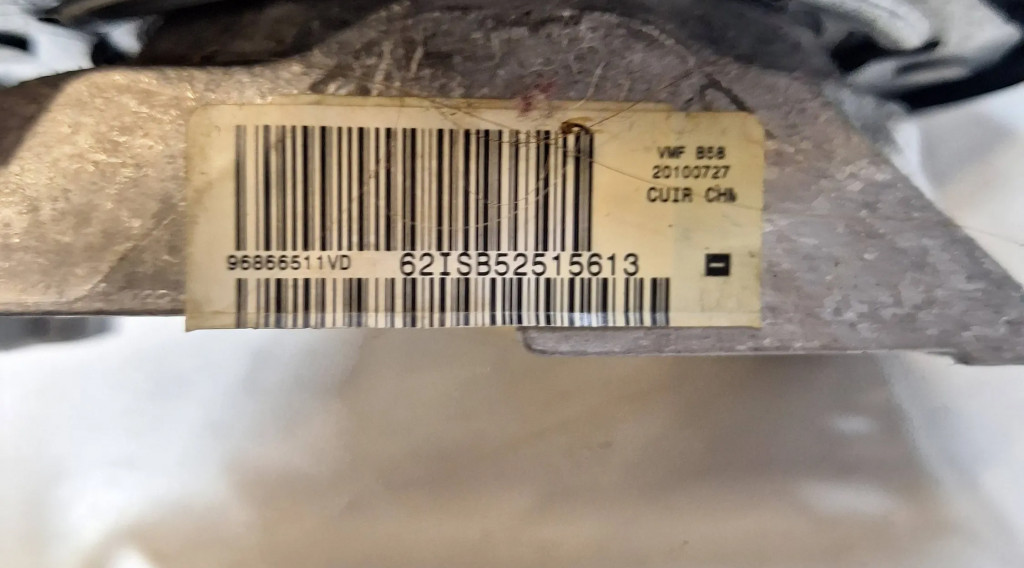 VMF B58
20100727
CUIR CHN
96866511VD 62ISB52515613